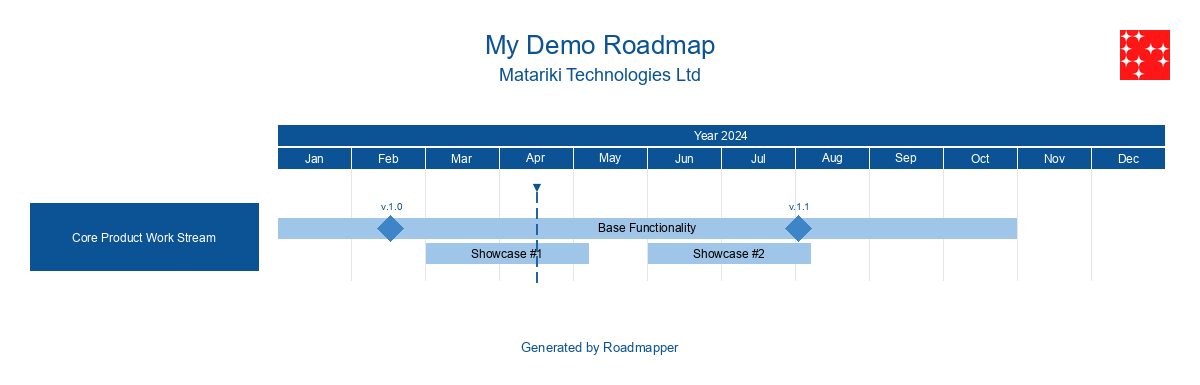 My Demo Roadmap
Matariki Technologies Ltd
Year 2024
Jan Feb Mar Apr May Jun Jul Aug Sep Oct Nov Dec
v.1.0 v.1.1
Core Product Work Stream
Base Functionality
Showcase #1 Showcase #2
Generated by Roadmapper